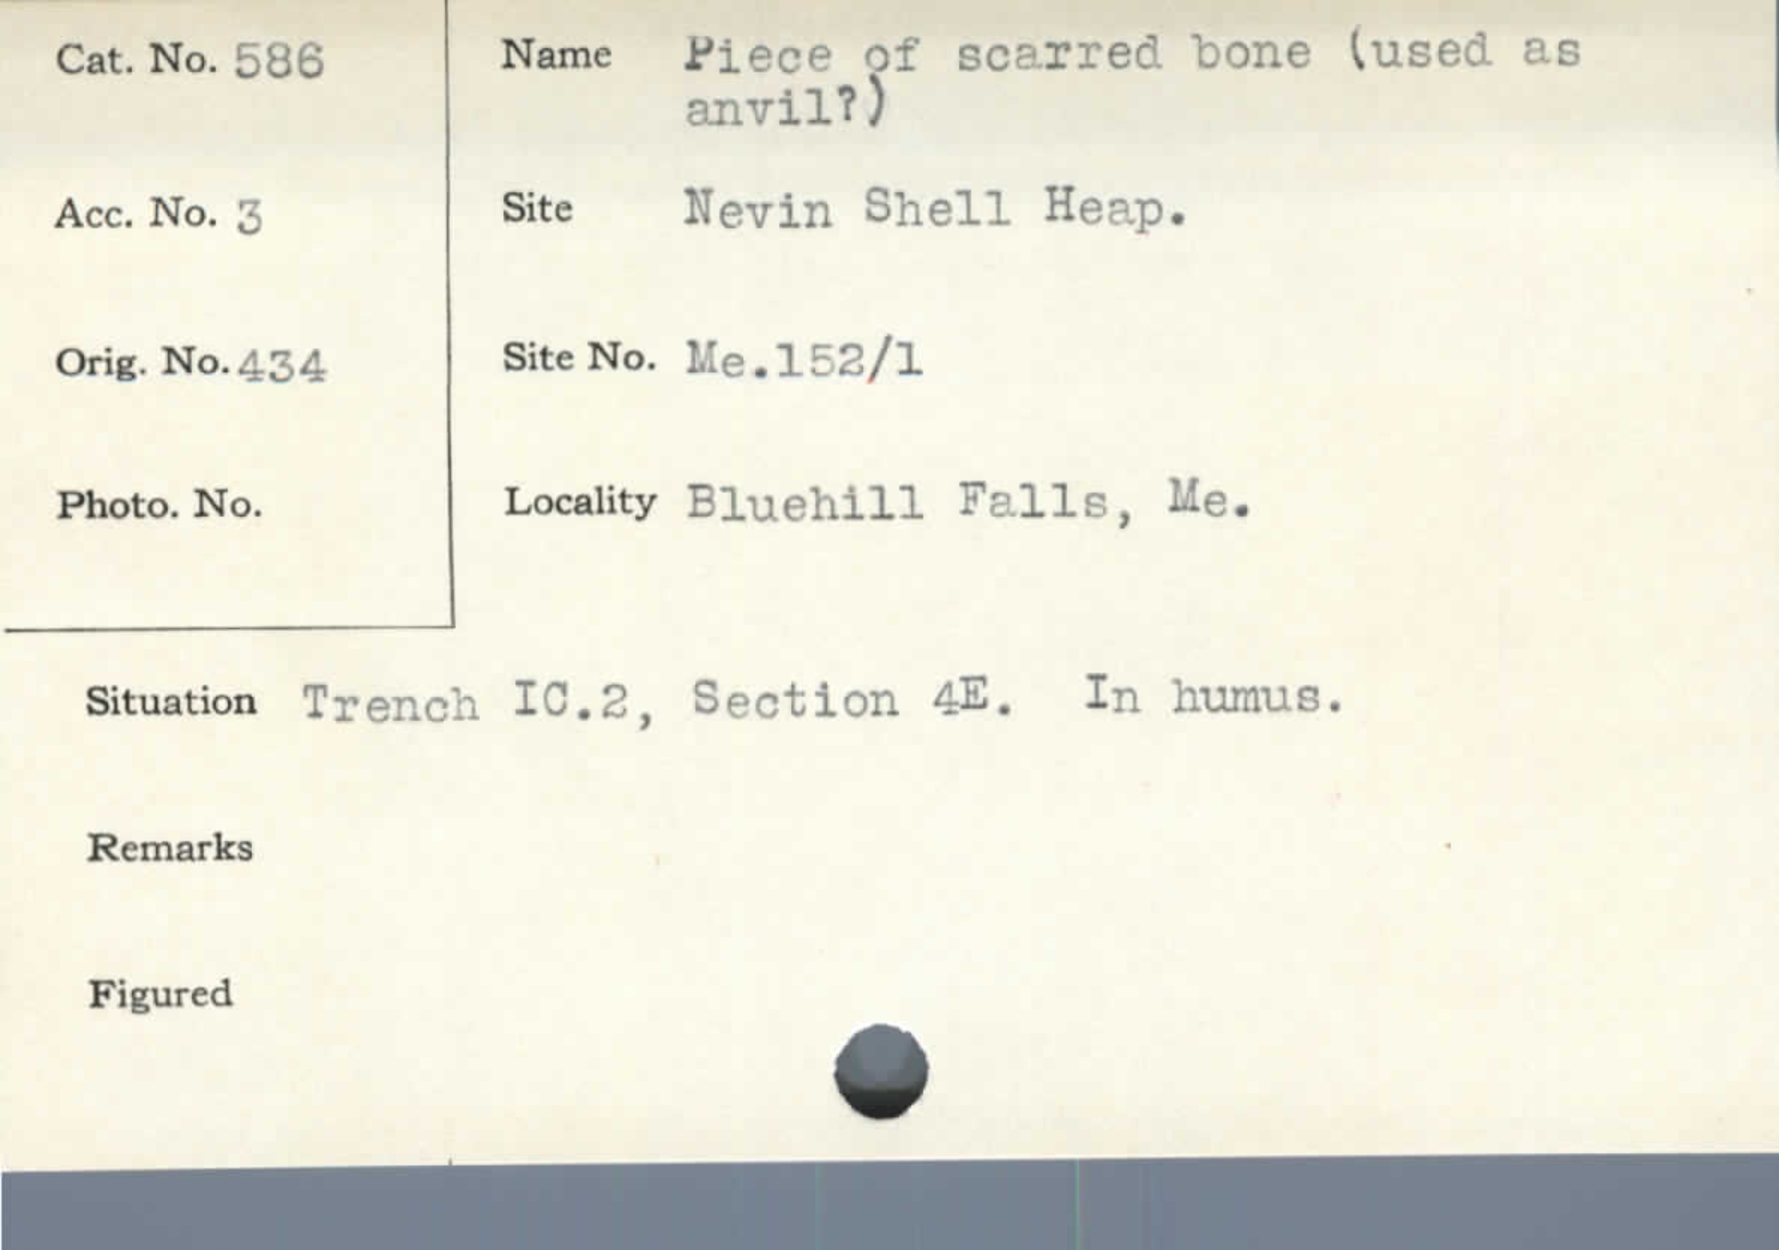 Cat. No. 586
Name Piece of scarred bone (used as
anvil?)
Acc. No. 3
Site Nevin Shell Heap.
Orig. No. 434
Site No. Me.152/1
Photo. No.
Locality Bluehill Falls, Me.
Situation Trench IC.2, Section 4E. In humus.
Remarks
Figured